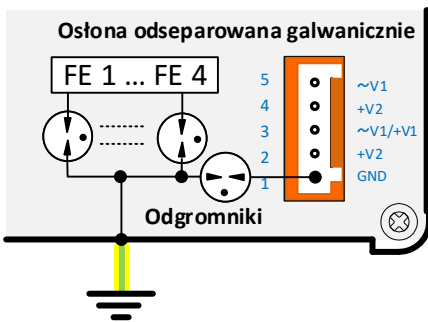 Osłona odseparowana galwanicznie
FE 1 ... FE 4
5 ~V1
4 +V2
3 ~V1/+V1
2 +V2
1 GND
Odgromniki